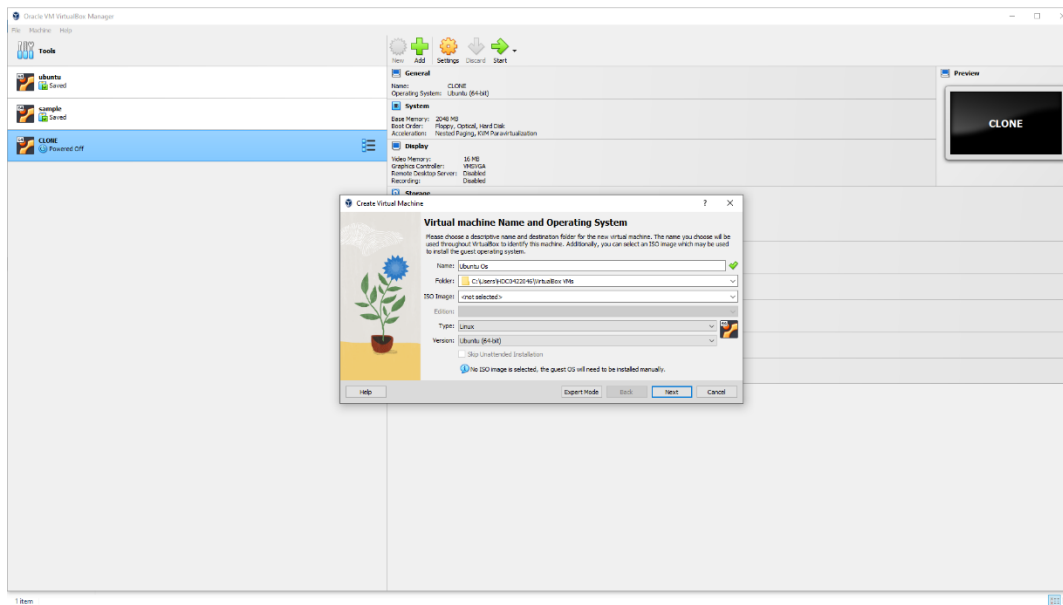 Oracle VM VirtualBox Manager
File Machine Help
Tools
ubuntu
Saved
sample
Saved
CLONE
Powered Off
New Add Settings Discard Start
General
Name: CLONE
Operating System: Ubuntu (64-bit)
System
Base Memory: 2048 MB
Boot Order: Floppy, Optical, Hard Disk
Acceleration: Nested Paging, KVM Paravirtualization
Display
Video Memory: 16 MB
Graphics Controller: VMSVGA
Remote Desktop Server: Disabled
Recording: Disabled
Storage
Preview
CLONE
Create Virtual Machine
Virtual machine Name and Operating System
Please choose a descriptive name and destination folder for the new virtual machine. The name you choose will be
used throughout VirtualBox to identify this machine. Additionally, you can select an ISO image which may be used
to install the guest operating system.
Name: Ubuntu Os
Folder: C:\Users\HDC0422046\VirtualBox VMs
ISO Image: <not selected>
Edition:
Type: Linux
Version: Ubuntu (64-bit)
Skip Unattended Installation
No ISO image is selected, the guest OS will need to be installed manually.
Help Expert Mode Back Next Cancel
1 item